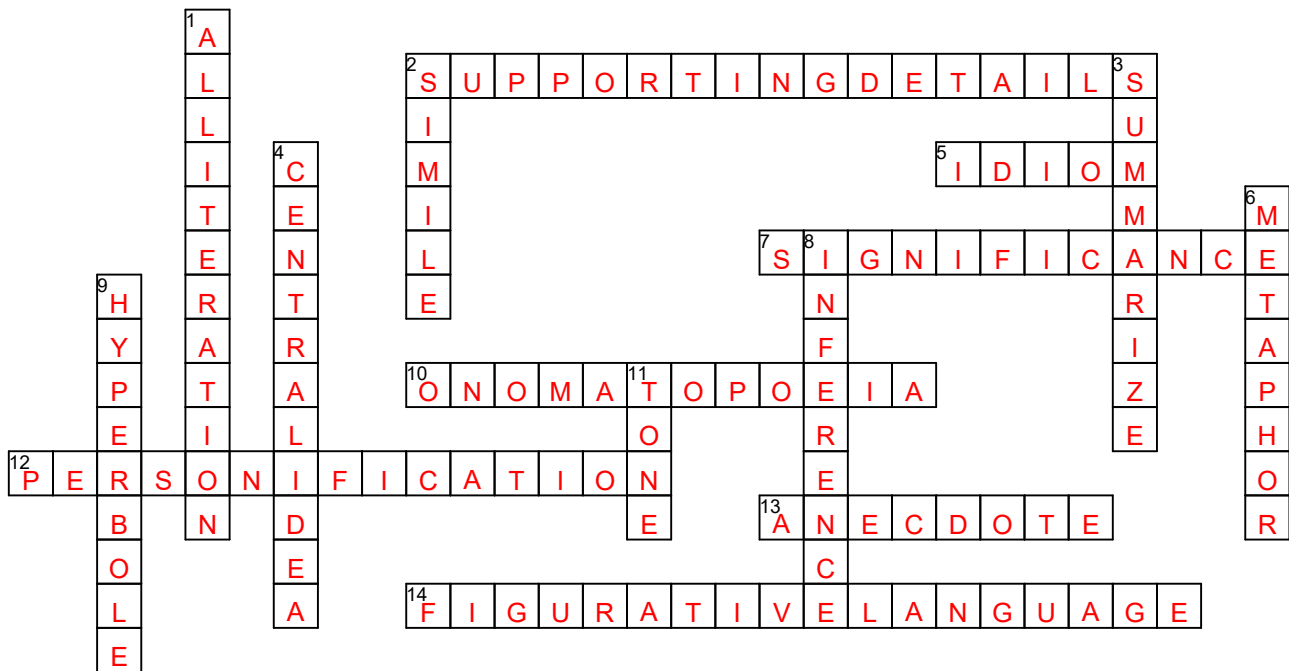 1 ALLITERATION
2 SUPPORTINGDETAILS
2 SIMILE
3 SUMMARIZE
4 CENTRALIDEA
5 IDIOM
6 METAPHOR
7 SIGNIFICANCE
8 INFERENCE
9 HYPERBOLE
10 ONOMATOPOEIA
11 TONE
12 PERSONIFICATION
13 ANECDOTE
14 FIGURATIVELANGUAGE